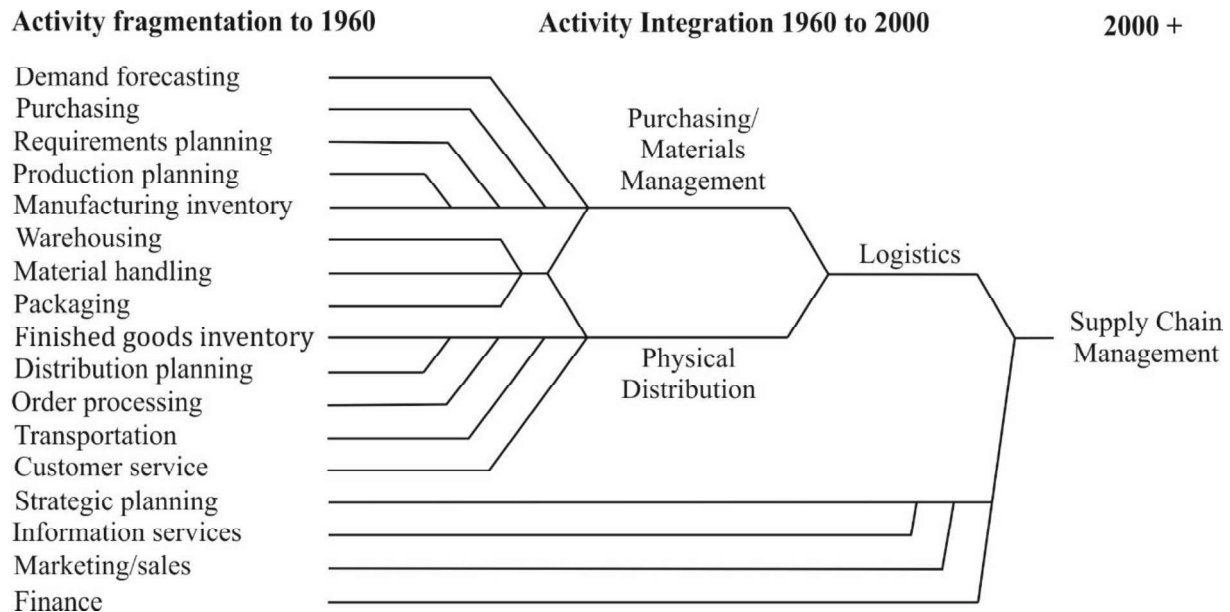 Activity fragmentation to 1960
Activity Integration 1960 to 2000
2000 +
Demand forecasting
Purchasing
Requirements planning
Production planning
Manufacturing inventory
Warehousing
Material handling
Packaging
Finished goods inventory
Distribution planning
Order processing
Transportation
Customer service
Strategic planning
Information services
Marketing/sales
Finance
Purchasing/
Materials
Management
Physical
Distribution
Logistics
Supply Chain
Management